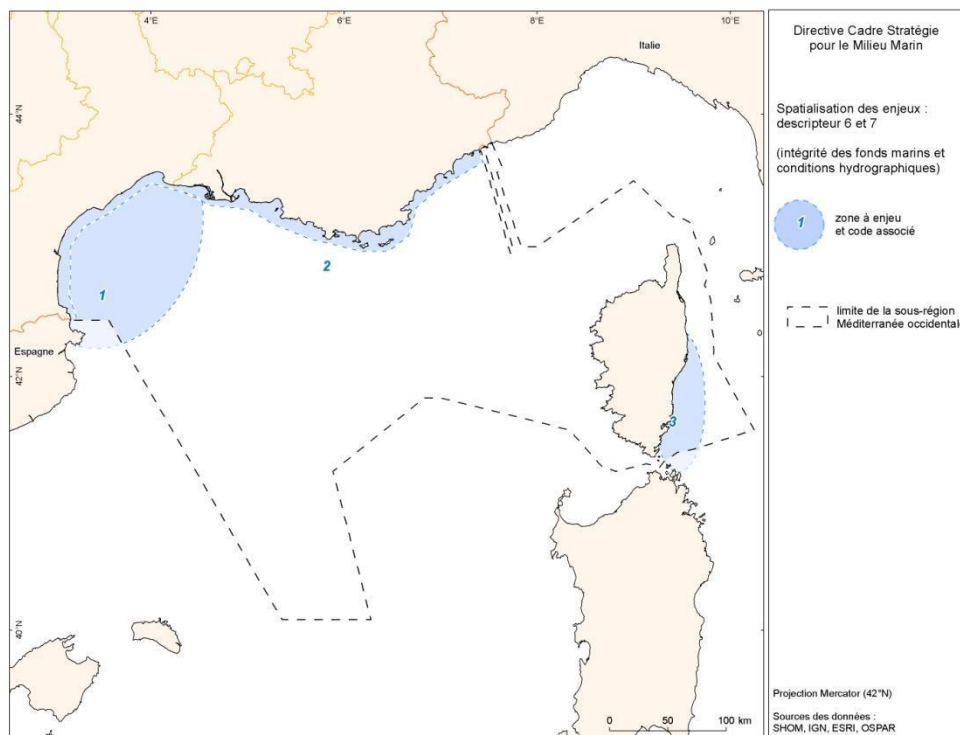 4°E
6°E
8°E
10°E
Italie
44°N
Espagne
42°N
40°N
1
2
3
0 50 100 km
Directive Cadre Stratégie
pour le Milieu Marin
Spatialisation des enjeux :
descripteur 6 et 7
(intégrité des fonds marins et
conditions hydrographiques)
1
zone à enjeu
et code associé
limite de la sous-région
Méditerranée occidental
Projection Mercator (42°N)
Sources des données :
SHOM, IGN, ESRI, OSPAR